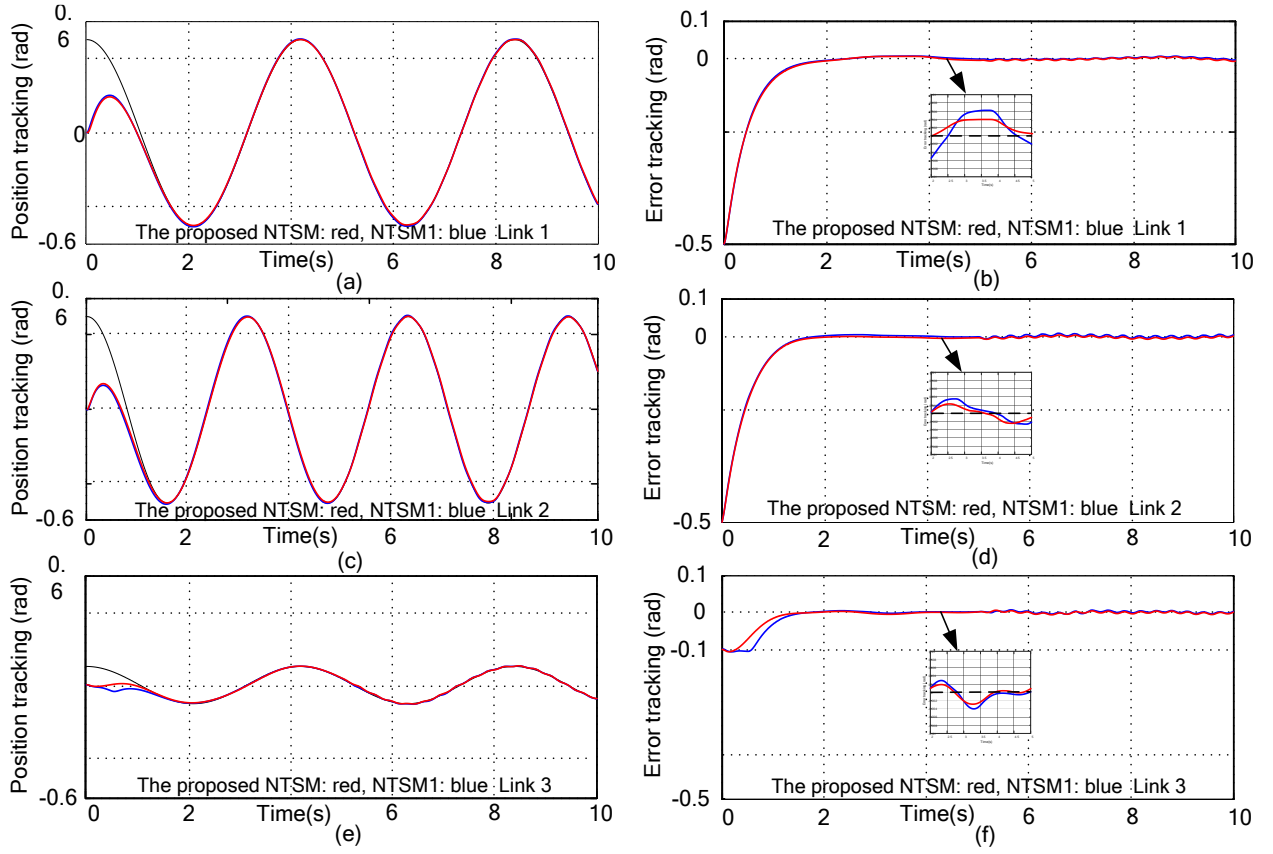 0.
6
0
-0.6
Position tracking (rad)
The proposed NTSM: red, NTSM1: blue Link 1
0 2 6 8 10
Time(s)
(a)
0.1
0
-0.5
Error tracking (rad)
Time(s)
The proposed NTSM: red, NTSM1: blue Link 1
0 2 6 8 10
Time(s)
(b)
0.
6
-0.6
Position tracking (rad)
The proposed NTSM: red, NTSM1: blue Link 2
0 2 4 6 8 10
Time(s)
(c)
0.1
0
-0.5
Error tracking (rad)
Time(s)
The proposed NTSM: red, NTSM1: blue Link 2
0 2 6 8 10
Time(s)
(d)
0.
6
-0.6
Position tracking (rad)
The proposed NTSM: red, NTSM1: blue Link 3
0 2 6 8 10
Time(s)
(e)
0.1
0
-0.1
-0.5
Error tracking (rad)
Time(s)
The proposed NTSM: red, NTSM1: blue Link 3
0 2 4 6 8 10
Time(s)
(f)